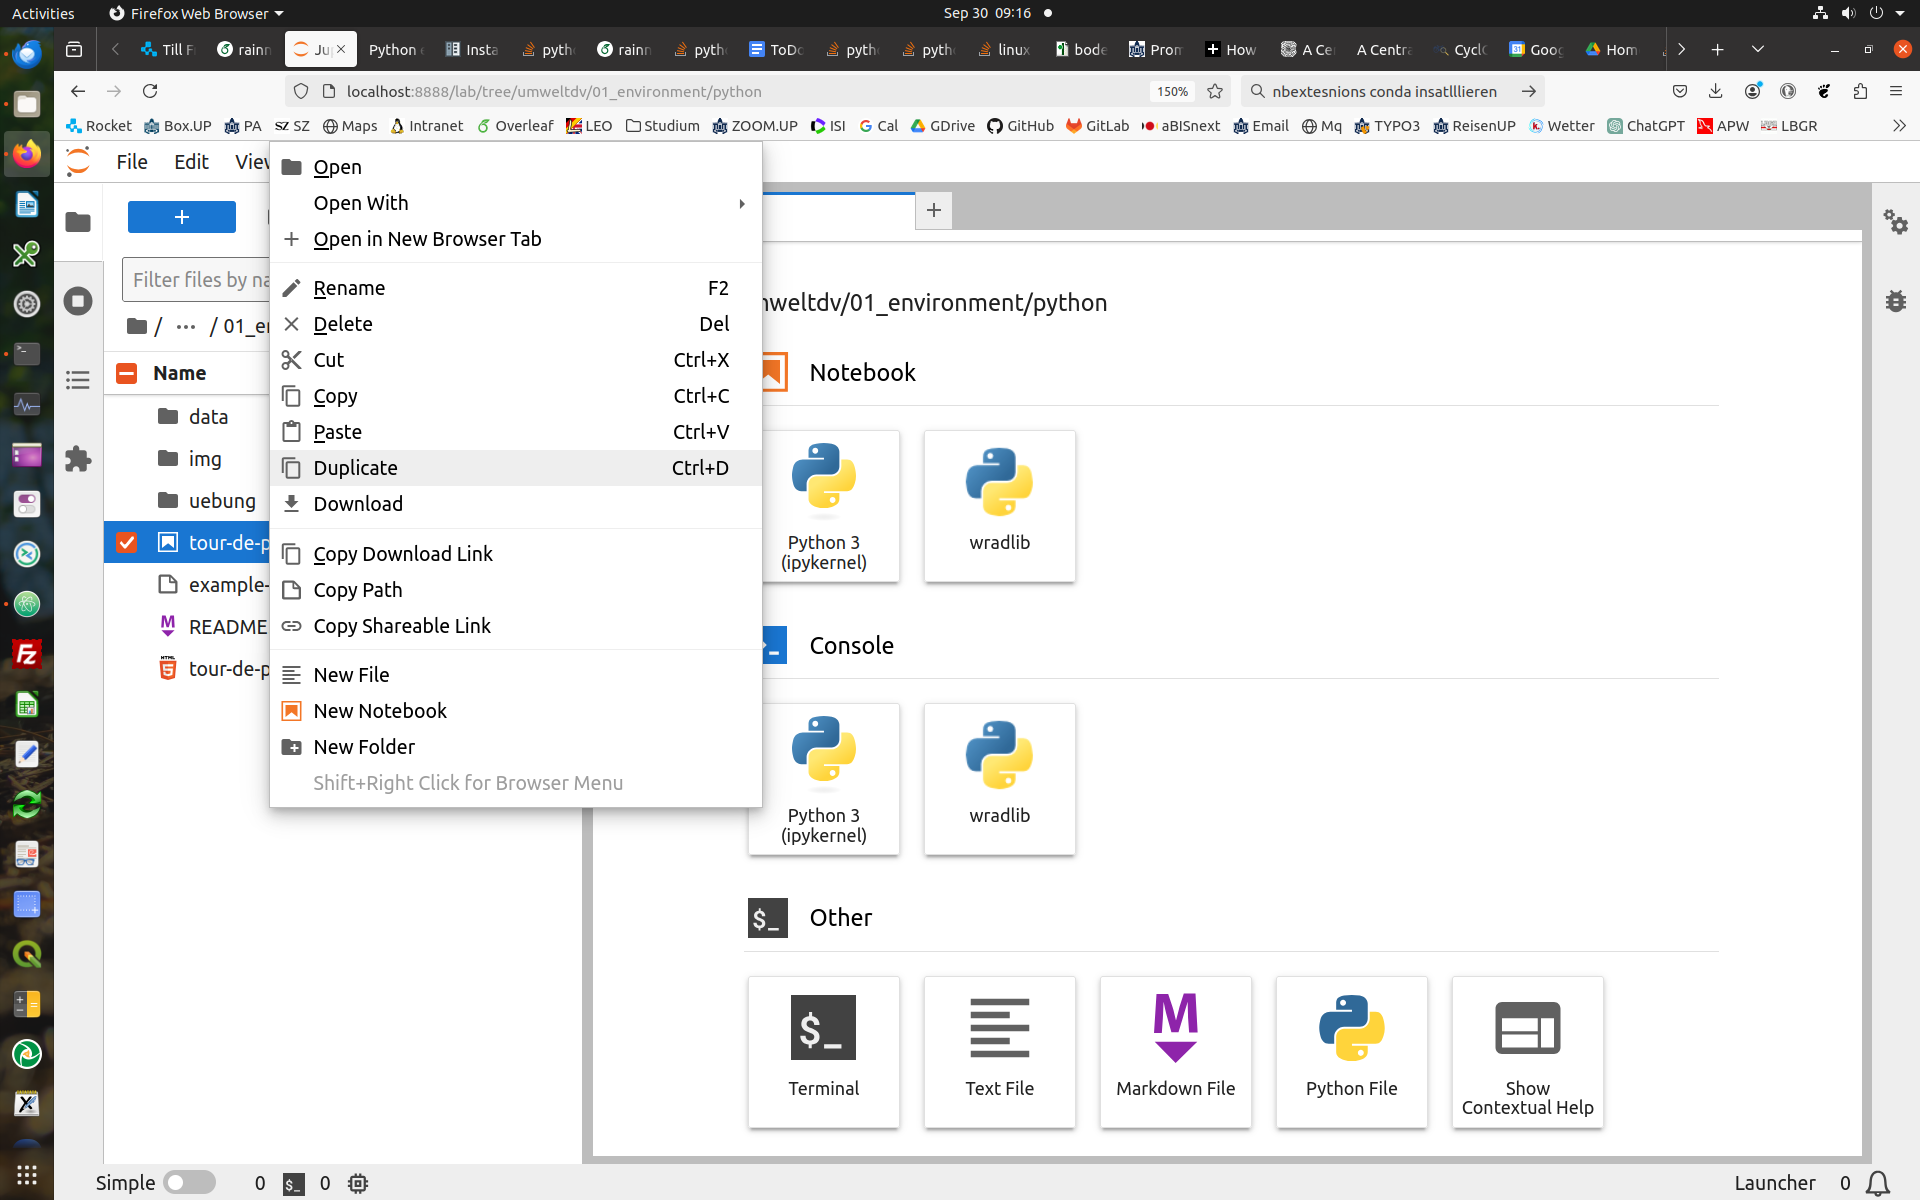 Activities
Firefox Web Browser
Sep 30 09:16
Till F
rainn
Ju
Python e
Insta
pyth
rainn
pyth
ToDo
pyth
pyth
linux
bode
Prom
How
A Ce
A Centra
Cycl
Goog
Hom
localhost:8888/lab/tree/umweltdv/01_environment/python
150%
nbextesnions conda insatlllieren
Rocket
Box.UP
PA
SZ SZ
Maps
Intranet
Overleaf
LEO
Studium
ZOOM.UP
ISI
Cal
GDrive
GitHub
GitLab
aBISnext
Email
Mq
TYPO3
ReisenUP
Wetter
ChatGPT
APW
LBGR
File
Edit
View
Open
Open With
Open in New Browser Tab
Rename F2
Delete Del
Cut Ctrl+X
Copy Ctrl+C
Paste Ctrl+V
Duplicate Ctrl+D
Download
Copy Download Link
Copy Path
Copy Shareable Link
New File
New Notebook
New Folder
Shift+Right Click for Browser Menu
Filter files by na
/ ··· / 01_en
Name
data
img
uebung
tour-de-p
example-
README
tour-de-p
mweltdv/01_environment/python
Notebook
Python 3
(ipykernel)
wradlib
Console
Python 3
(ipykernel)
wradlib
$_
Other
$_
Terminal
Text File
Markdown File
Python File
Show
Contextual Help
Simple
0
$_
0
Launcher
0